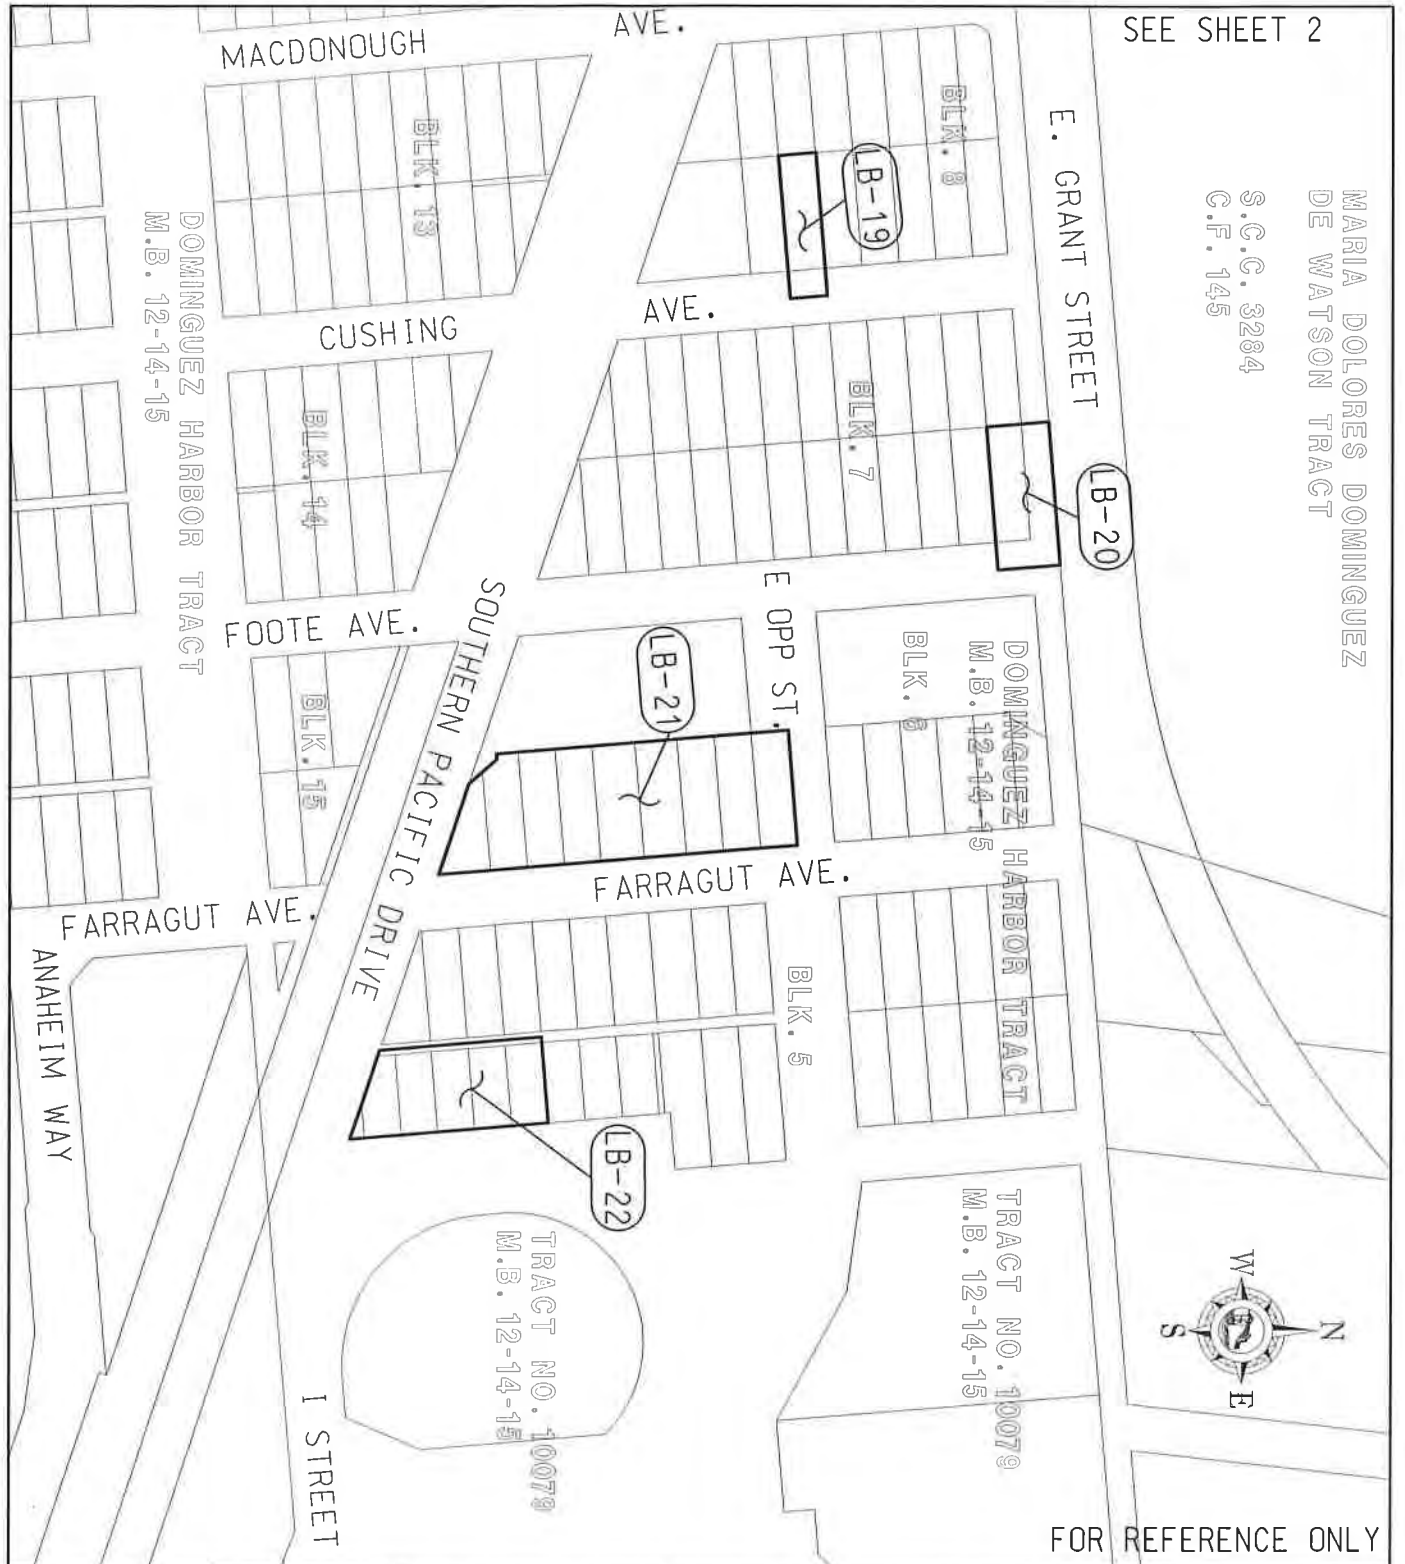 SEE SHEET 2
MACDONOUGH AVE.
MARIA DOLORES DOMINGUEZ
DE WATSON TRACT
S.C.C. 3284
C.F. 145
E. GRANT STREET
BLK. 8
LB-19
BLK. 13
DOMINGUEZ HARBOR TRACT
M.B. 12-14-15
CUSHING AVE.
BLK. 7
LB-20
BLK. 14
FOOTE AVE.
E OPP ST.
SOUTHERN PACIFIC DRIVE
LB-21
DOMINGUEZ HARBOR TRACT
M.B. 12-14-15
BLK. 6
BLK. 15
FARRAGUT AVE.
FARRAGUT AVE.
ANAHEIM WAY
BLK. 5
LB-22
TRACT NO. 10079
M.B. 12-14-15
TRACT NO. 10079
M.B. 12-14-15
I STREET
N
W
E
S
FOR REFERENCE ONLY